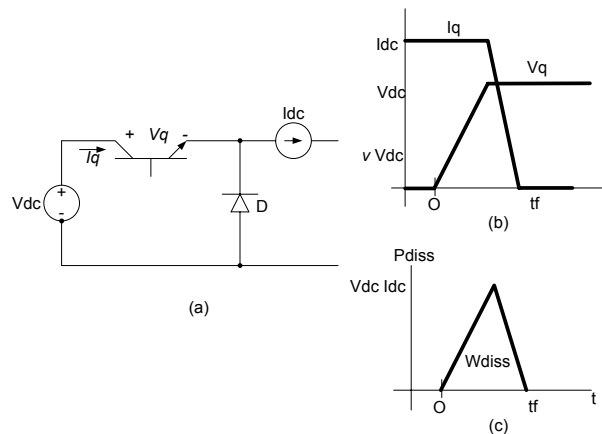 + Vq -
Iq
Idc
Vdc
+
-
D
(a)
Iq
Idc
Vq
Vdc
v Vdc
O
tf
(b)
Pdiss
Vdc Idc
Wdiss
O
tf
t
(c)